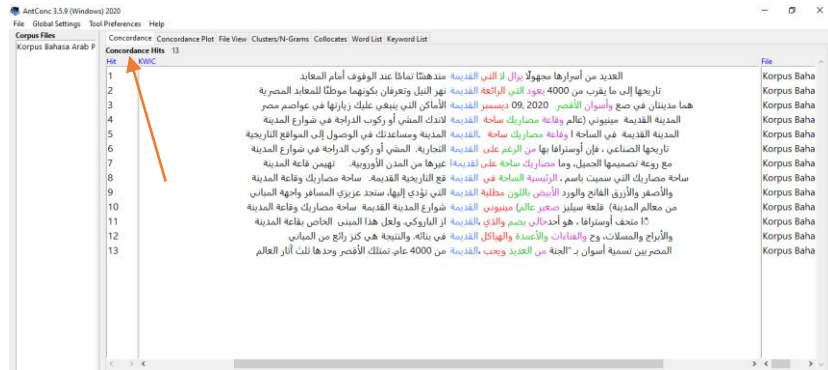 AntConc 3.5.9 (Windows) 2020
File Global Settings Tool Preferences Help
Corpus Files
Korpus Bahasa Arab P
Concordance Concordance Plot File View Clusters/N-Grams Collocates Word List Keyword List
Concordance Hits 13
Hit KWIC File
1 العديد من أسرارها مجهولًا يزال لا التي القديمة مندهشًا تمامًا عند الوقوف أمام المعابد Korpus Baha
2 تاريخها إلى ما يقرب من 4000 يعود التي الرائعة القديمة نهر النيل وتعرفان بكونهما موطنًا للمعابد المصرية Korpus Baha
3 هما مدينتان في صع وأسوان الأقصر 2020 ,09 ديسمبر القديمة الأماكن التي ينبغي عليك زيارتها في عواصم مصر Korpus Baha
4 المدينة القديمة مينيوني (عالم وقاعة مصاريك ساحة القديمة لاندك المشي أو ركوب الدراجة في شوارع المدينة Korpus Baha
5 المدينة القديمة في الساحة ا وقاعة مصاريك ساحة ,القديمة المدينة ومساعدتك في الوصول إلى المواقع التاريخية Korpus Baha
6 تاريخها الصناعي ، فإن أوسترافا بها من الرغم على القديمة التجارية. المشي أو ركوب الدراجة في شوارع المدينة Korpus Baha
7 مع روعة تصميمها الجميل، وما مصاريك ساحة على لقديمةا غيرها من المدن الأوروبية. تهيمن قاعة المدينة Korpus Baha
8 ساحة مصاريك التي سميت باسم ، الرئيسية الساحة في القديمة قع التاريخية القديمة. ساحة مصاريك وقاعة المدينة Korpus Baha
9 والأصفر والأزرق الفاتح والورد الأبيض باللون مطلية القديمة التي تؤدي إليها، ستجد عزيزي المسافر واجهة المباني Korpus Baha
10 من معالم المدينة) قلعة سيليز صغير عالم) مينيوني القديمة شوارع المدينة القديمة ساحة مصاريك وقاعة المدينة Korpus Baha
11 متحف أوسترافا ، هو أحدحالي يضم والذي ,القديمة از الباروكي. ولعل هذا المبنى الخاص بقاعة المدينة Korpus Baha
12 والأبراج والمسلات، وح والقناءات والأعمدة والهياكل القديمة في بنائه. والنتيجة هي كنز رائع من المباني Korpus Baha
13 المصريين تسمية أسوان بـ "الجنة من العديد ويحب ,القديمة من 4000 عام. تمتلك الأقصر وحدها ثلث آثار العالم Korpus Baha